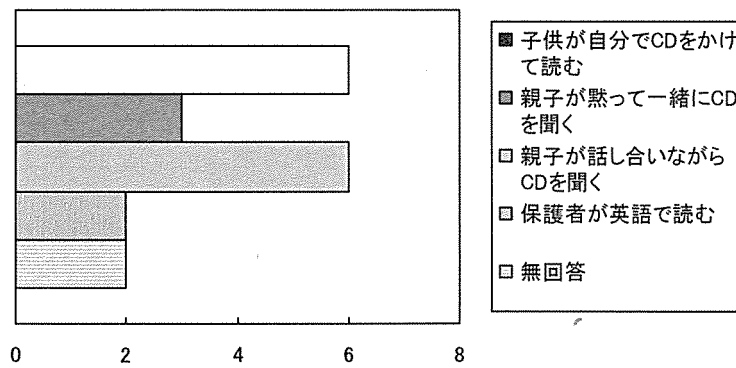 子供が自分でCDをかけ
て読む
親子が黙って一緒にCD
を聞く
親子が話し合いながら
CDを聞く
保護者が英語で読む
無回答
0 2 4 6 8